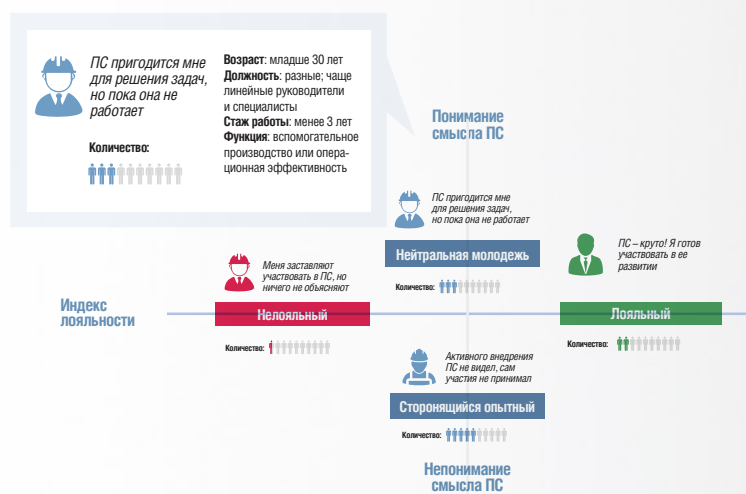 ПС пригодится мне
для решения задач,
но пока она не
работает
Количество:
Возраст: младше 30 лет
Должность: разные; чаще
линейные руководители
и специалисты
Стаж работы: менее 3 лет
Функция: вспомогательное
производство или опера-
ционная эффективность
Понимание
смысла ПС
ПС пригодится мне
для решения задач,
но пока она не работает
Нейтральная молодежь
Количество:
Меня заставляют
участвовать в ПС, но
ничего не объясняют
Нелояльный
Количество:
ПС – круто! Я готов
участвовать в ее
развитии
Лояльный
Количество:
Индекс
лояльности
Активного внедрения
ПС не видел, сам
участия не принимал
Сторонящийся опытный
Количество:
Непонимание
смысла ПС